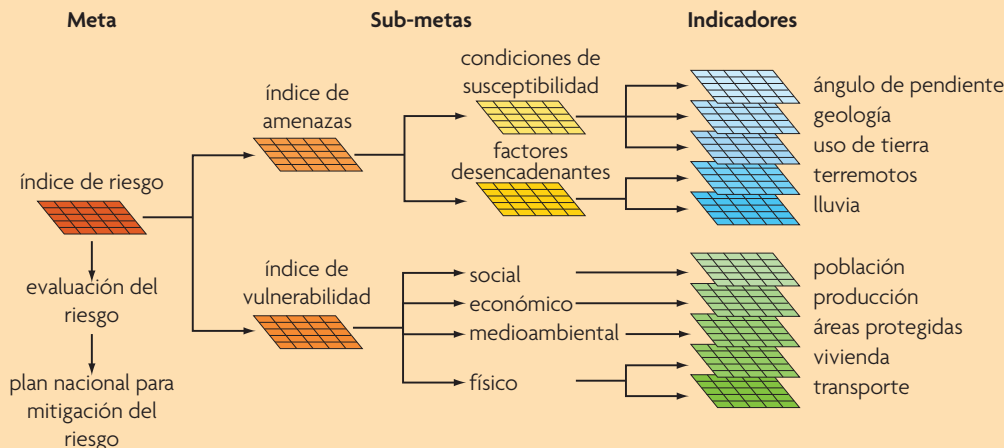 Meta
Sub-metas
Indicadores
índice de riesgo
evaluación del
riesgo
plan nacional para
mitigación del
riesgo
índice de
amenazas
índice de
vulnerabilidad
condiciones de
susceptibilidad
factores
desencadenantes
social
económico
medioambiental
físico
ángulo de pendiente
geología
uso de tierra
terremotos
lluvia
población
producción
áreas protegidas
vivienda
transporte